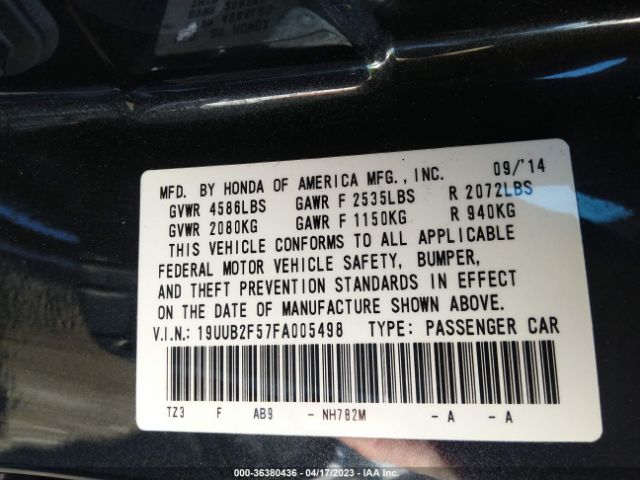 MFD. BY HONDA OF AMERICA MFG., INC. 09/'14
GVWR 4586LBS GAWR F 2535LBS R 2072LBS
GVWR 2080KG GAWR F 1150KG R 940KG
THIS VEHICLE CONFORMS TO ALL APPLICABLE
FEDERAL MOTOR VEHICLE SAFETY, BUMPER,
AND THEFT PREVENTION STANDARDS IN EFFECT
ON THE DATE OF MANUFACTURE SHOWN ABOVE.
V.I.N.: 19UUB2F57FA005498 TYPE: PASSENGER CAR
TZ3 F AB9 - NH782M - A - A
000-36380436 - 04/17/2023 - IAA Inc.